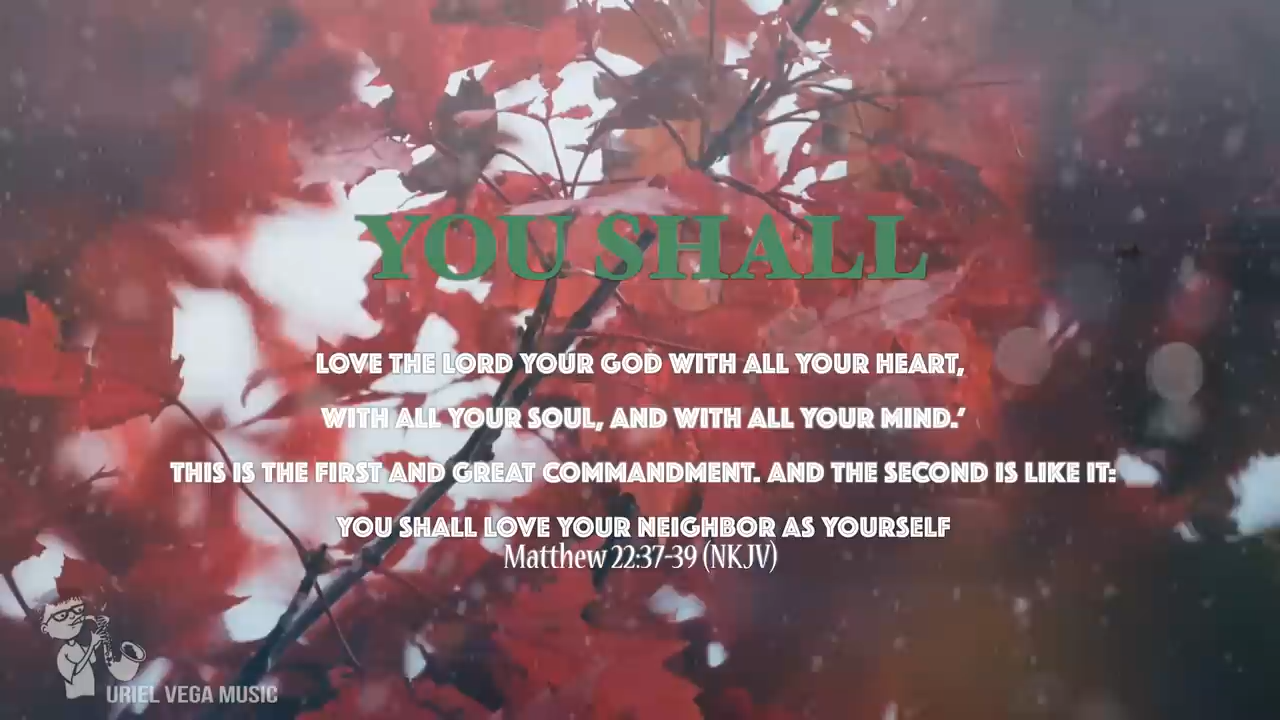 YOU SHALL
LOVE THE LORD YOUR GOD WITH ALL YOUR HEART,
WITH ALL YOUR SOUL, AND WITH ALL YOUR MIND.’
THIS IS THE FIRST AND GREAT COMMANDMENT. AND THE SECOND IS LIKE IT:
YOU SHALL LOVE YOUR NEIGHBOR AS YOURSELF
Matthew 22:37-39 (NKJV)
URIEL VEGA MUSIC